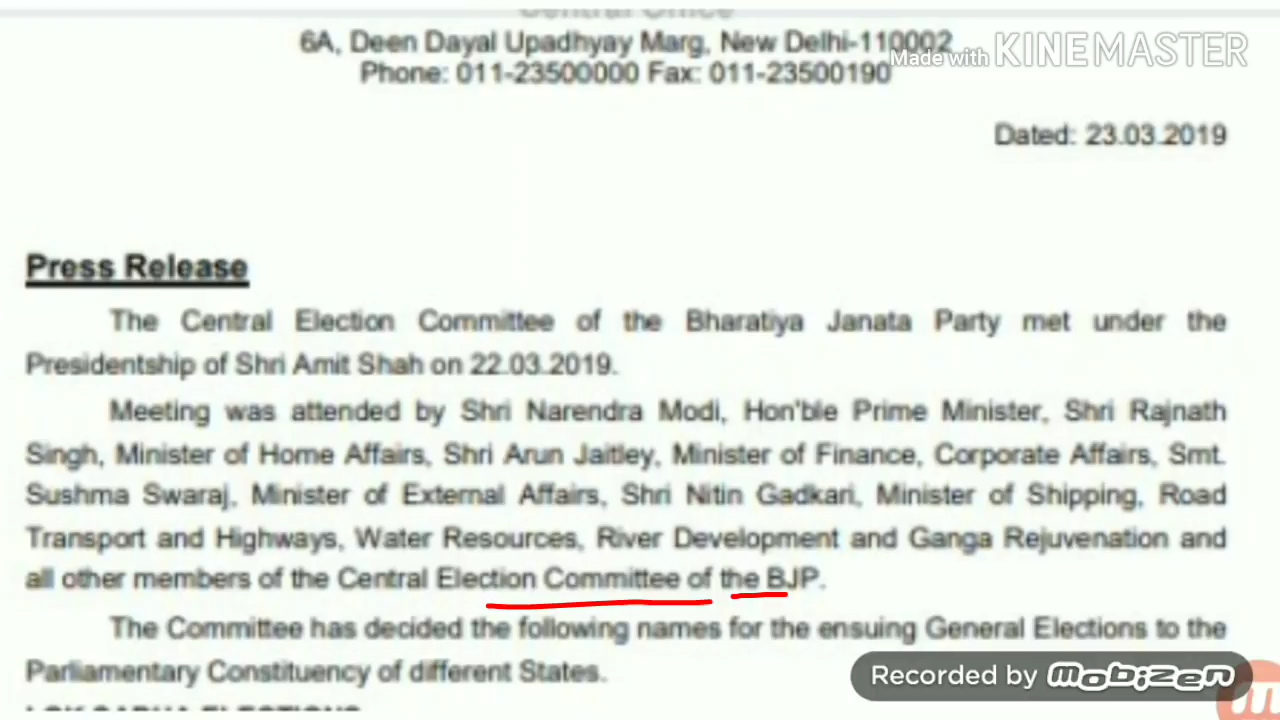 Central Office
6A, Deen Dayal Upadhyay Marg, New Delhi-110002
Made with KINEMASTER
Phone: 011-23500000 Fax: 011-23500190
Dated: 23.03.2019
Press Release
The Central Election Committee of the Bharatiya Janata Party met under the
Presidentship of Shri Amit Shah on 22.03.2019.
Meeting was attended by Shri Narendra Modi, Hon'ble Prime Minister, Shri Rajnath
Singh, Minister of Home Affairs, Shri Arun Jaitley, Minister of Finance, Corporate Affairs, Smt.
Sushma Swaraj, Minister of External Affairs, Shri Nitin Gadkari, Minister of Shipping, Road
Transport and Highways, Water Resources, River Development and Ganga Rejuvenation and
all other members of the Central Election Committee of the BJP.
The Committee has decided the following names for the ensuing General Elections to the
Parliamentary Constituency of different States.
Recorded by mobizen
LOK SABHA ELECTIONS